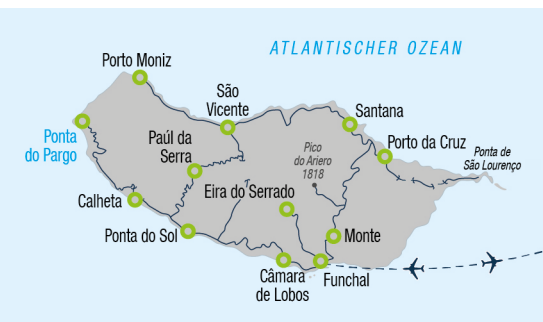 ATLANTISCHER OZEAN
Porto Moniz
São
Vicente
Santana
Ponta
do Pargo
Paúl da
Serra
Pico
do Ariero
1818
Porto da Cruz
Ponta de
São Lourenço
Calheta
Eira do Serrado
Ponta do Sol
Monte
Câmara
de Lobos
Funchal